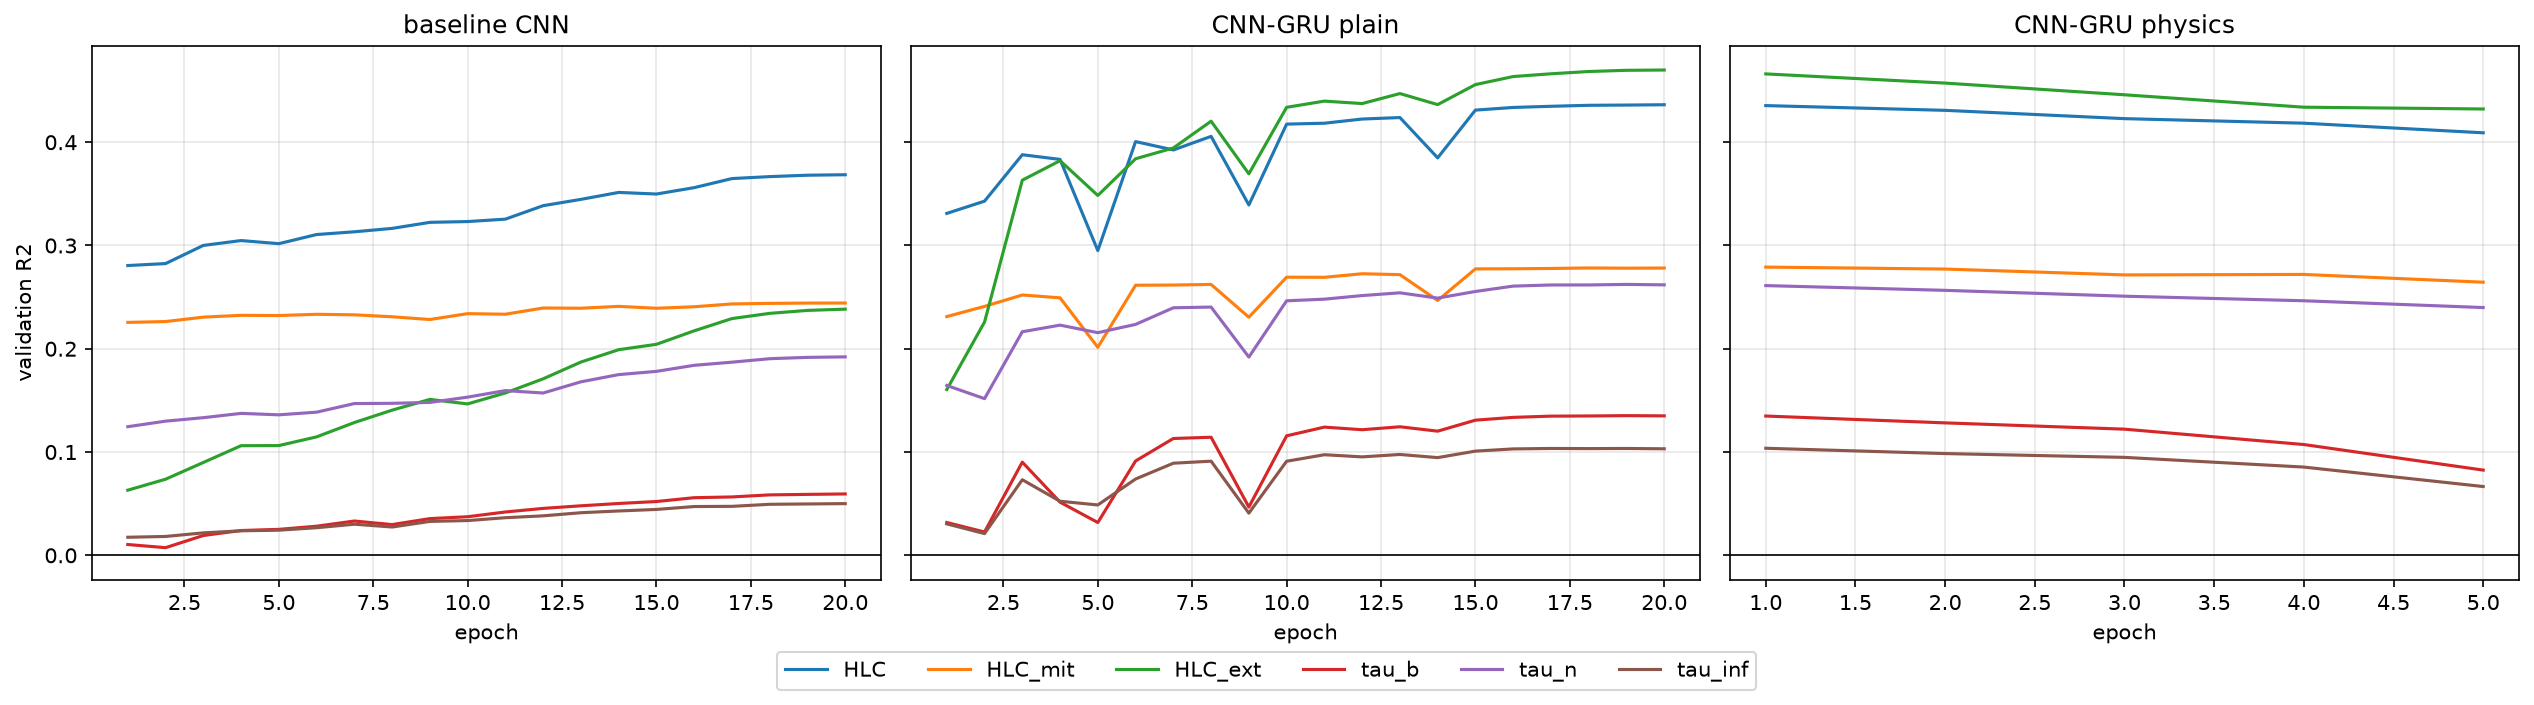 baseline CNN
CNN-GRU plain
CNN-GRU physics
validation R2
0.4
0.3
0.2
0.1
0.0
2.5 5.0 7.5 10.0 12.5 15.0 17.5 20.0
2.5 5.0 7.5 10.0 12.5 15.0 17.5 20.0
1.0 1.5 2.0 2.5 3.0 3.5 4.0 4.5 5.0
epoch
epoch
epoch
HLC HLC_mit HLC_ext tau_b tau_n tau_inf